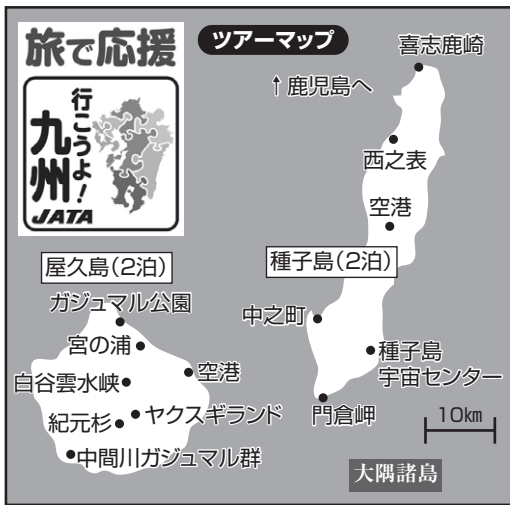 旅で応援
行こうよ!
九州
JATA
ツアーマップ
喜志鹿崎
↑鹿児島へ
西之表
空港
種子島(2泊)
中之町
種子島
宇宙センター
門倉岬
10km
大隅諸島
屋久島(2泊)
ガジュマル公園
宮の浦
空港
白谷雲水峡
ヤクスギランド
紀元杉
中間川ガジュマル群